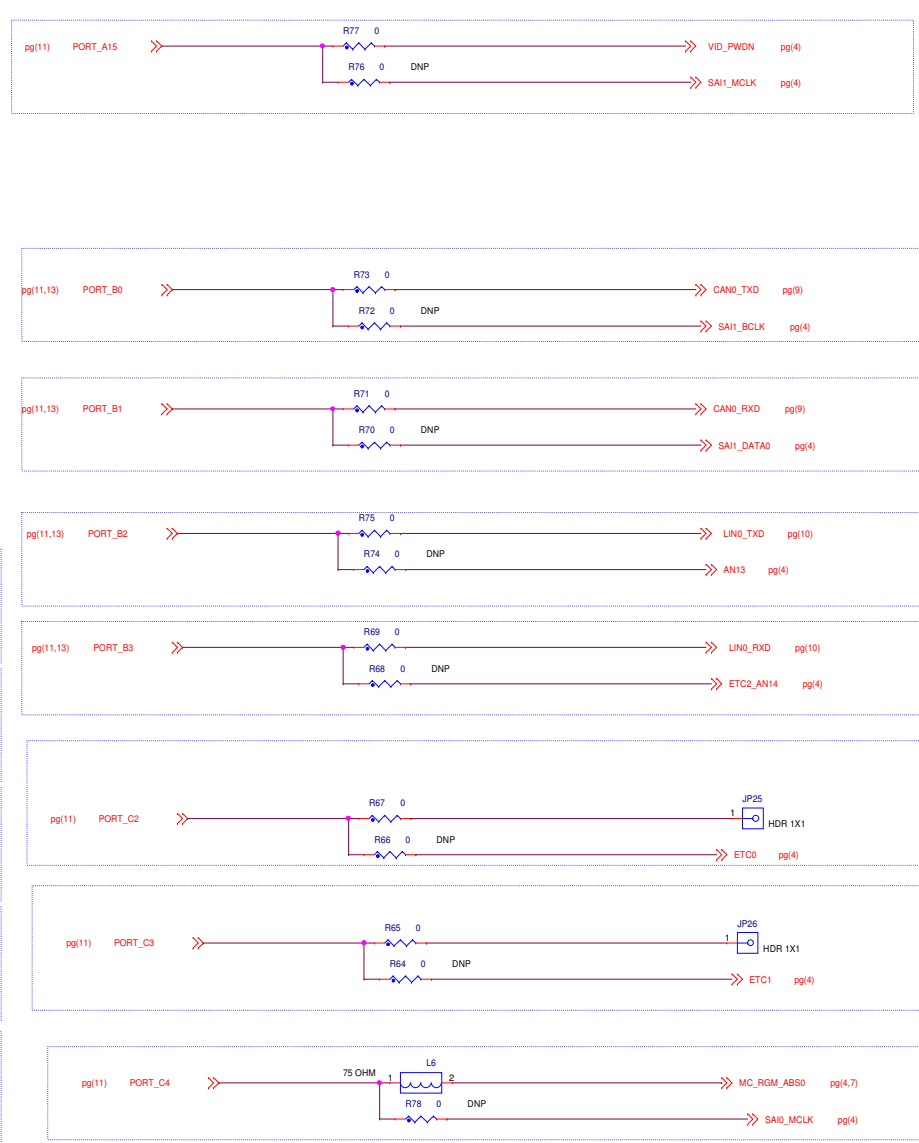 R77 0
pg(11) PORT_A15 VID_PWDN pg(4)
R76 0 DNP
SAI1_MCLK pg(4)
R73 0
pg(11,13) PORT_B0 CAN0_TXD pg(9)
R72 0 DNP
SAI1_BCLK pg(4)
R71 0
pg(11,13) PORT_B1 CAN0_RXD pg(9)
R70 0 DNP
SAI1_DATA0 pg(4)
R75 0
pg(11,13) PORT_B2 LIN0_TXD pg(10)
R74 0 DNP
AN13 pg(4)
R69 0
pg(11,13) PORT_B3 LIN0_RXD pg(10)
R68 0 DNP
ETC2_AN14 pg(4)
JP25
R67 0
pg(11) PORT_C2 1 HDR 1X1
R66 0 DNP
ETC0 pg(4)
JP26
R65 0
pg(11) PORT_C3 1 HDR 1X1
R64 0 DNP
ETC1 pg(4)
L6
75 OHM 1 2
pg(11) PORT_C4 MC_RGM_ABS0 pg(4,7)
R78 0 DNP
SAI0_MCLK pg(4)